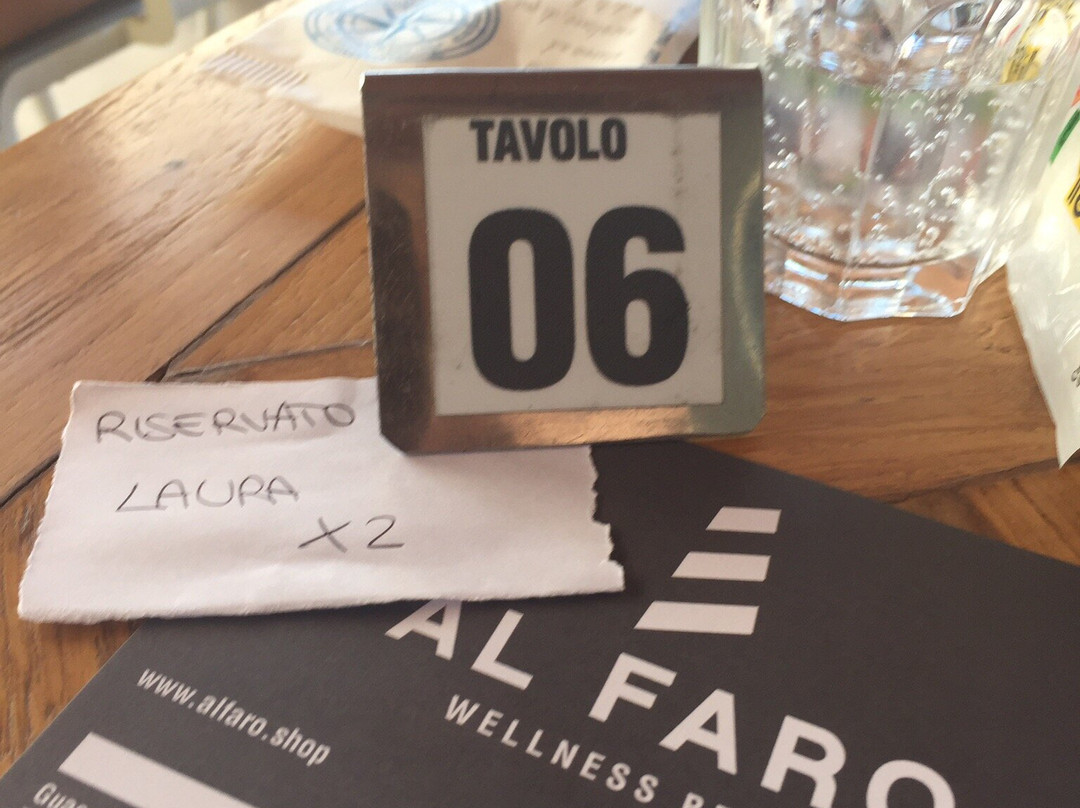 TAVOLO
06
RISERVATO
LAURA
X2
AL FARO
WELLNESS
www.alfaro.shop